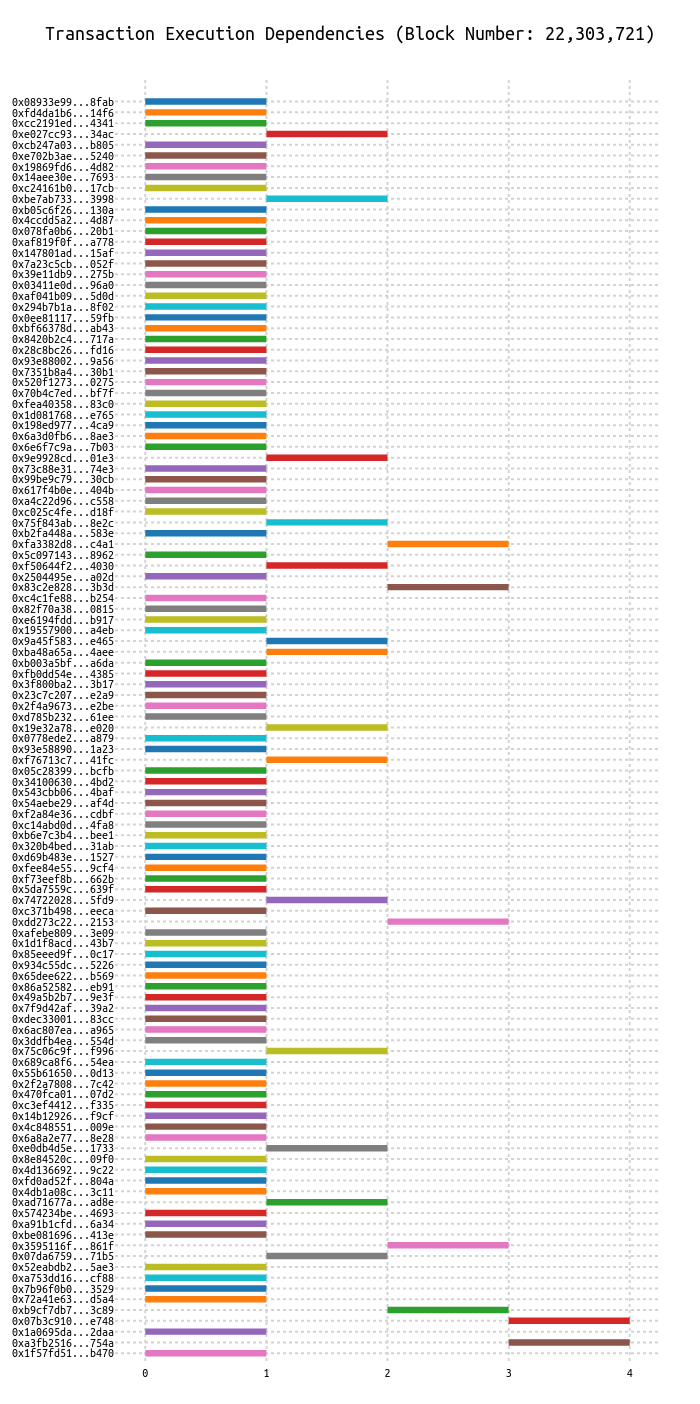 Transaction Execution Dependencies (Block Number: 22,303,721)
0x08933e99...8fab
0xfd4da1b6...14f6
0xcc2191ed...4341
0xe027cc93...34ac
0xcb247a03...b805
0xe702b3ae...5240
0x19869fd6...4d82
0x14aee30e...7693
0xc24161b0...17cb
0xbe7ab733...3998
0xb05c6f26...130a
0x4ccdd5a2...4d87
0x078fa0b6...20b1
0xaf819f0f...a778
0x147801ad...15af
0x7a23c5cb...052f
0x39e11db9...275b
0x03411e0d...96a0
0xaf041b09...5d0d
0x294b7b1a...8f02
0x0ee81117...59fb
0xbf66378d...ab43
0x8420b2c4...717a
0x28c8bc26...fd16
0x93e88002...9a56
0x7351b8a4...30b1
0x520f1273...0275
0x70b4c7ed...bf7f
0xfea40358...83c0
0x1d081768...e765
0x198ed977...4ca9
0x6a3d0fb6...8ae3
0x6e6f7c9a...7b03
0x9e9928cd...01e3
0x73c88e31...74e3
0x99be9c79...30cb
0x617f4b0e...404b
0xa4c22d96...c558
0xc025c4fe...d18f
0x75f843ab...8e2c
0xb2fa448a...583e
0xfa3382d8...c4a1
0x5c097143...8962
0xf50644f2...4030
0x2504495e...a02d
0x83c2e828...3b3d
0xc4c1fe88...b254
0x82f70a38...0815
0xe6194fdd...b917
0x19557900...a4eb
0x9a45f583...e465
0xba48a65a...4aee
0xb003a5bf...a6da
0xfb0dd54e...4385
0x3f800ba2...3b17
0x23c7c207...e2a9
0x2f4a9673...e2be
0xd785b232...61ee
0x19e32a78...e020
0x0778ede2...a879
0x93e58890...1a23
0xf76713c7...41fc
0x05c28399...bcfb
0x34100630...4bd2
0x543cbb06...4baf
0x54aebe29...af4d
0xf2a84e36...cdbf
0xc14abd0d...4fa8
0xb6e7c3b4...bee1
0x320b4bed...31ab
0xd69b483e...1527
0xfee84e55...9cf4
0xf73eef8b...662b
0x5da7559c...639f
0x74722028...5fd9
0xc371b498...eeca
0xdd273c22...2153
0xafebe809...3e09
0x1d1f8acd...43b7
0x85eeed9f...0c17
0x934c55dc...5226
0x65dee622...b569
0x86a52582...eb91
0x49a5b2b7...9e3f
0x7f9d42af...39a2
0xdec33001...83cc
0x6ac807ea...a965
0x3ddfb4ea...554d
0x75c06c9f...f996
0x689ca8f6...54ea
0x55b61650...0d13
0x2f2a7808...7c42
0x470fca01...07d2
0xc3ef4412...f335
0x14b12926...f9cf
0x4c848551...009e
0x6a8a2e77...8e28
0xe0db4d5e...1733
0x8e84520c...09f0
0x4d136692...9c22
0xfd0ad52f...804a
0x4db1a08c...3c11
0xad71677a...ad8e
0x574234be...4693
0xa91b1cfd...6a34
0xbe081696...413e
0x3595116f...861f
0x07da6759...71b5
0x52eabdb2...5ae3
0xa753dd16...cf88
0x7b96f0b0...3529
0x72a41e63...d5a4
0xb9cf7db7...3c89
0x07b3c910...e748
0x1a0695da...2daa
0xa3fb2516...754a
0x1f57fd51...b470
0 1 2 3 4